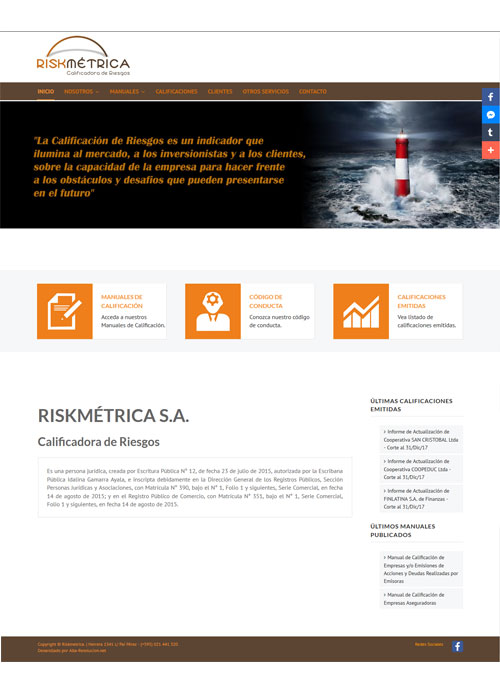 RISKMÉTRICA
Calificadora de Riesgos
INICIO NOSOTROS MANUALES CALIFICACIONES CLIENTES OTROS SERVICIOS CONTACTO
"La Calificación de Riesgos es un indicador que
ilumina al mercado, a los inversionistas y a los clientes,
sobre la capacidad de la empresa para hacer frente
a los obstáculos y desafíos que pueden presentarse
en el futuro"
MANUALES DE
CALIFICACIÓN
Acceda a nuestros
Manuales de Calificación.
CÓDIGO DE
CONDUCTA
Conozca nuestro código
de conducta.
CALIFICACIONES
EMITIDAS
Vea listado de
calificaciones emitidas.
RISKMÉTRICA S.A.
Calificadora de Riesgos
Es una persona jurídica, creada por Escritura Pública Nº 12, de fecha 23 de julio de 2015, autorizada por la Escribana
Pública Idalina Gamarra Ayala, e inscripta debidamente en la Dirección General de los Registros Públicos, Sección
Personas Jurídicas y Asociaciones, con Matrícula Nº 390, bajo el Nº 1, Folio 1 y siguientes, Serie Comercial, en fecha
14 de agosto de 2015; y en el Registro Público de Comercio, con Matrícula Nº 351, bajo el Nº 1, Serie Comercial,
Folio 1 y siguientes, en fecha 14 de agosto de 2015.
ÚLTIMAS CALIFICACIONES
EMITIDAS
> Informe de Actualización de
Cooperativa SAN CRISTOBAL Ltda
- Corte al 31/Dic/17
> Informe de Actualización de
Cooperativa COOPEDUC Ltda -
Corte al 31/Dic/17
> Informe de Actualización de
FINLATINA S.A. de Finanzas -
Corte al 31/Dic/17
ÚLTIMOS MANUALES
PUBLICADOS
> Manual de Calificación de
Empresas y/o Emisiones de
Acciones y Deudas Realizadas por
Emisoras
> Manual de Calificación de
Empresas Aseguradoras
Copyright © Riskmétrica. |
Desarrollado por
Redes Sociales